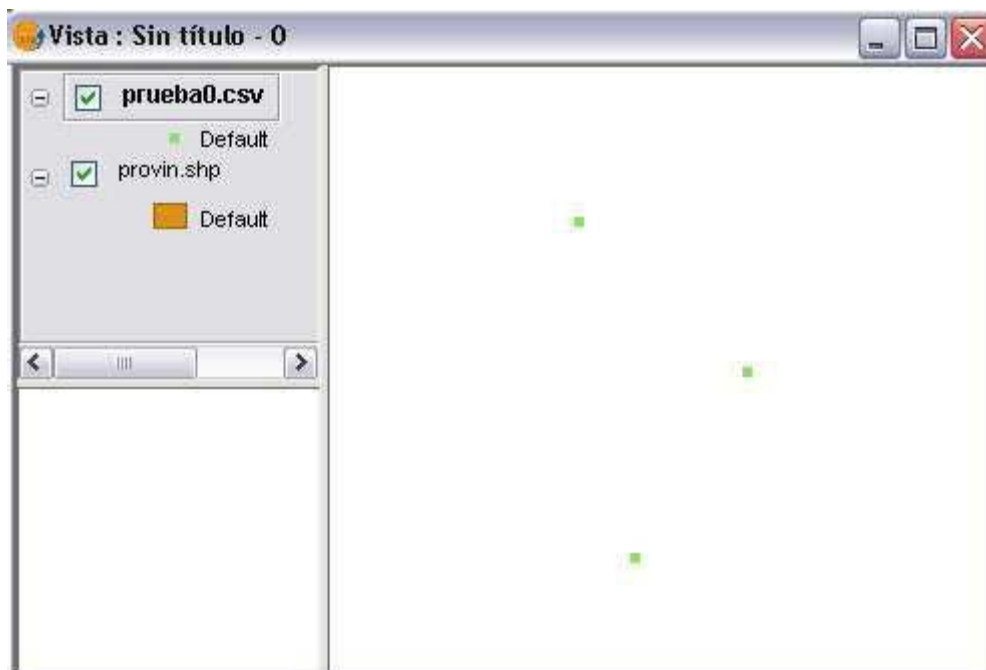 Vista : Sin título - 0
prueba0.csv
Default
provin.shp
Default